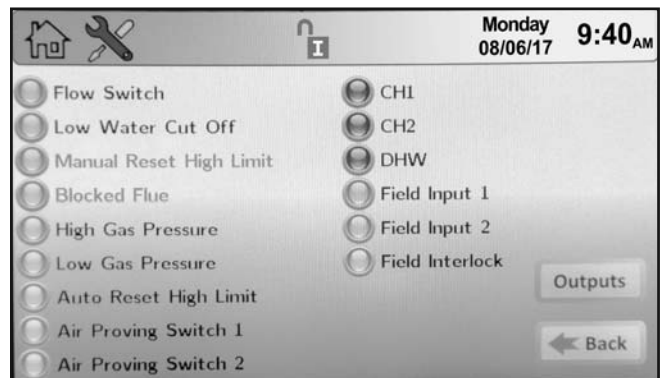 Monday
08/06/17
9:40AM
I
Flow Switch
Low Water Cut Off
Manual Reset High Limit
Blocked Flue
High Gas Pressure
Low Gas Pressure
Auto Reset High Limit
Air Proving Switch 1
Air Proving Switch 2
CH1
CH2
DHW
Field Input 1
Field Input 2
Field Interlock
Outputs
Back